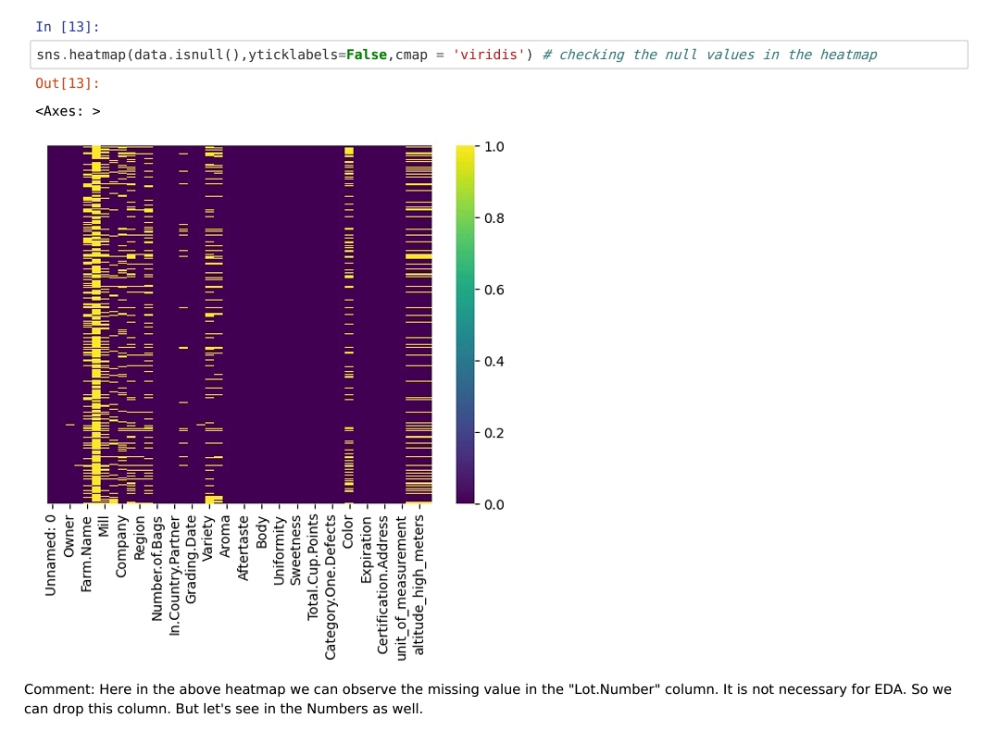 In [13]:
sns.heatmap(data.isnull(),yticklabels=False,cmap = 'viridis') # checking the null values in the heatmap
Out[13]:
<Axes: >
1.0
0.8
0.6
0.4
0.2
0.0
Unnamed: 0
Owner
Farm.Name
Mill
Company
Region
Number.of.Bags
In.Country.Partner
Grading.Date
Variety
Aroma
Aftertaste
Body
Uniformity
Sweetness
Total.Cup.Points
Category.One.Defects
Color
Expiration
Certification.Address
unit_of_measurement
altitude_high_meters
Comment: Here in the above heatmap we can observe the missing value in the "Lot.Number" column. It is not necessary for EDA. So we
can drop this column. But let's see in the Numbers as well.